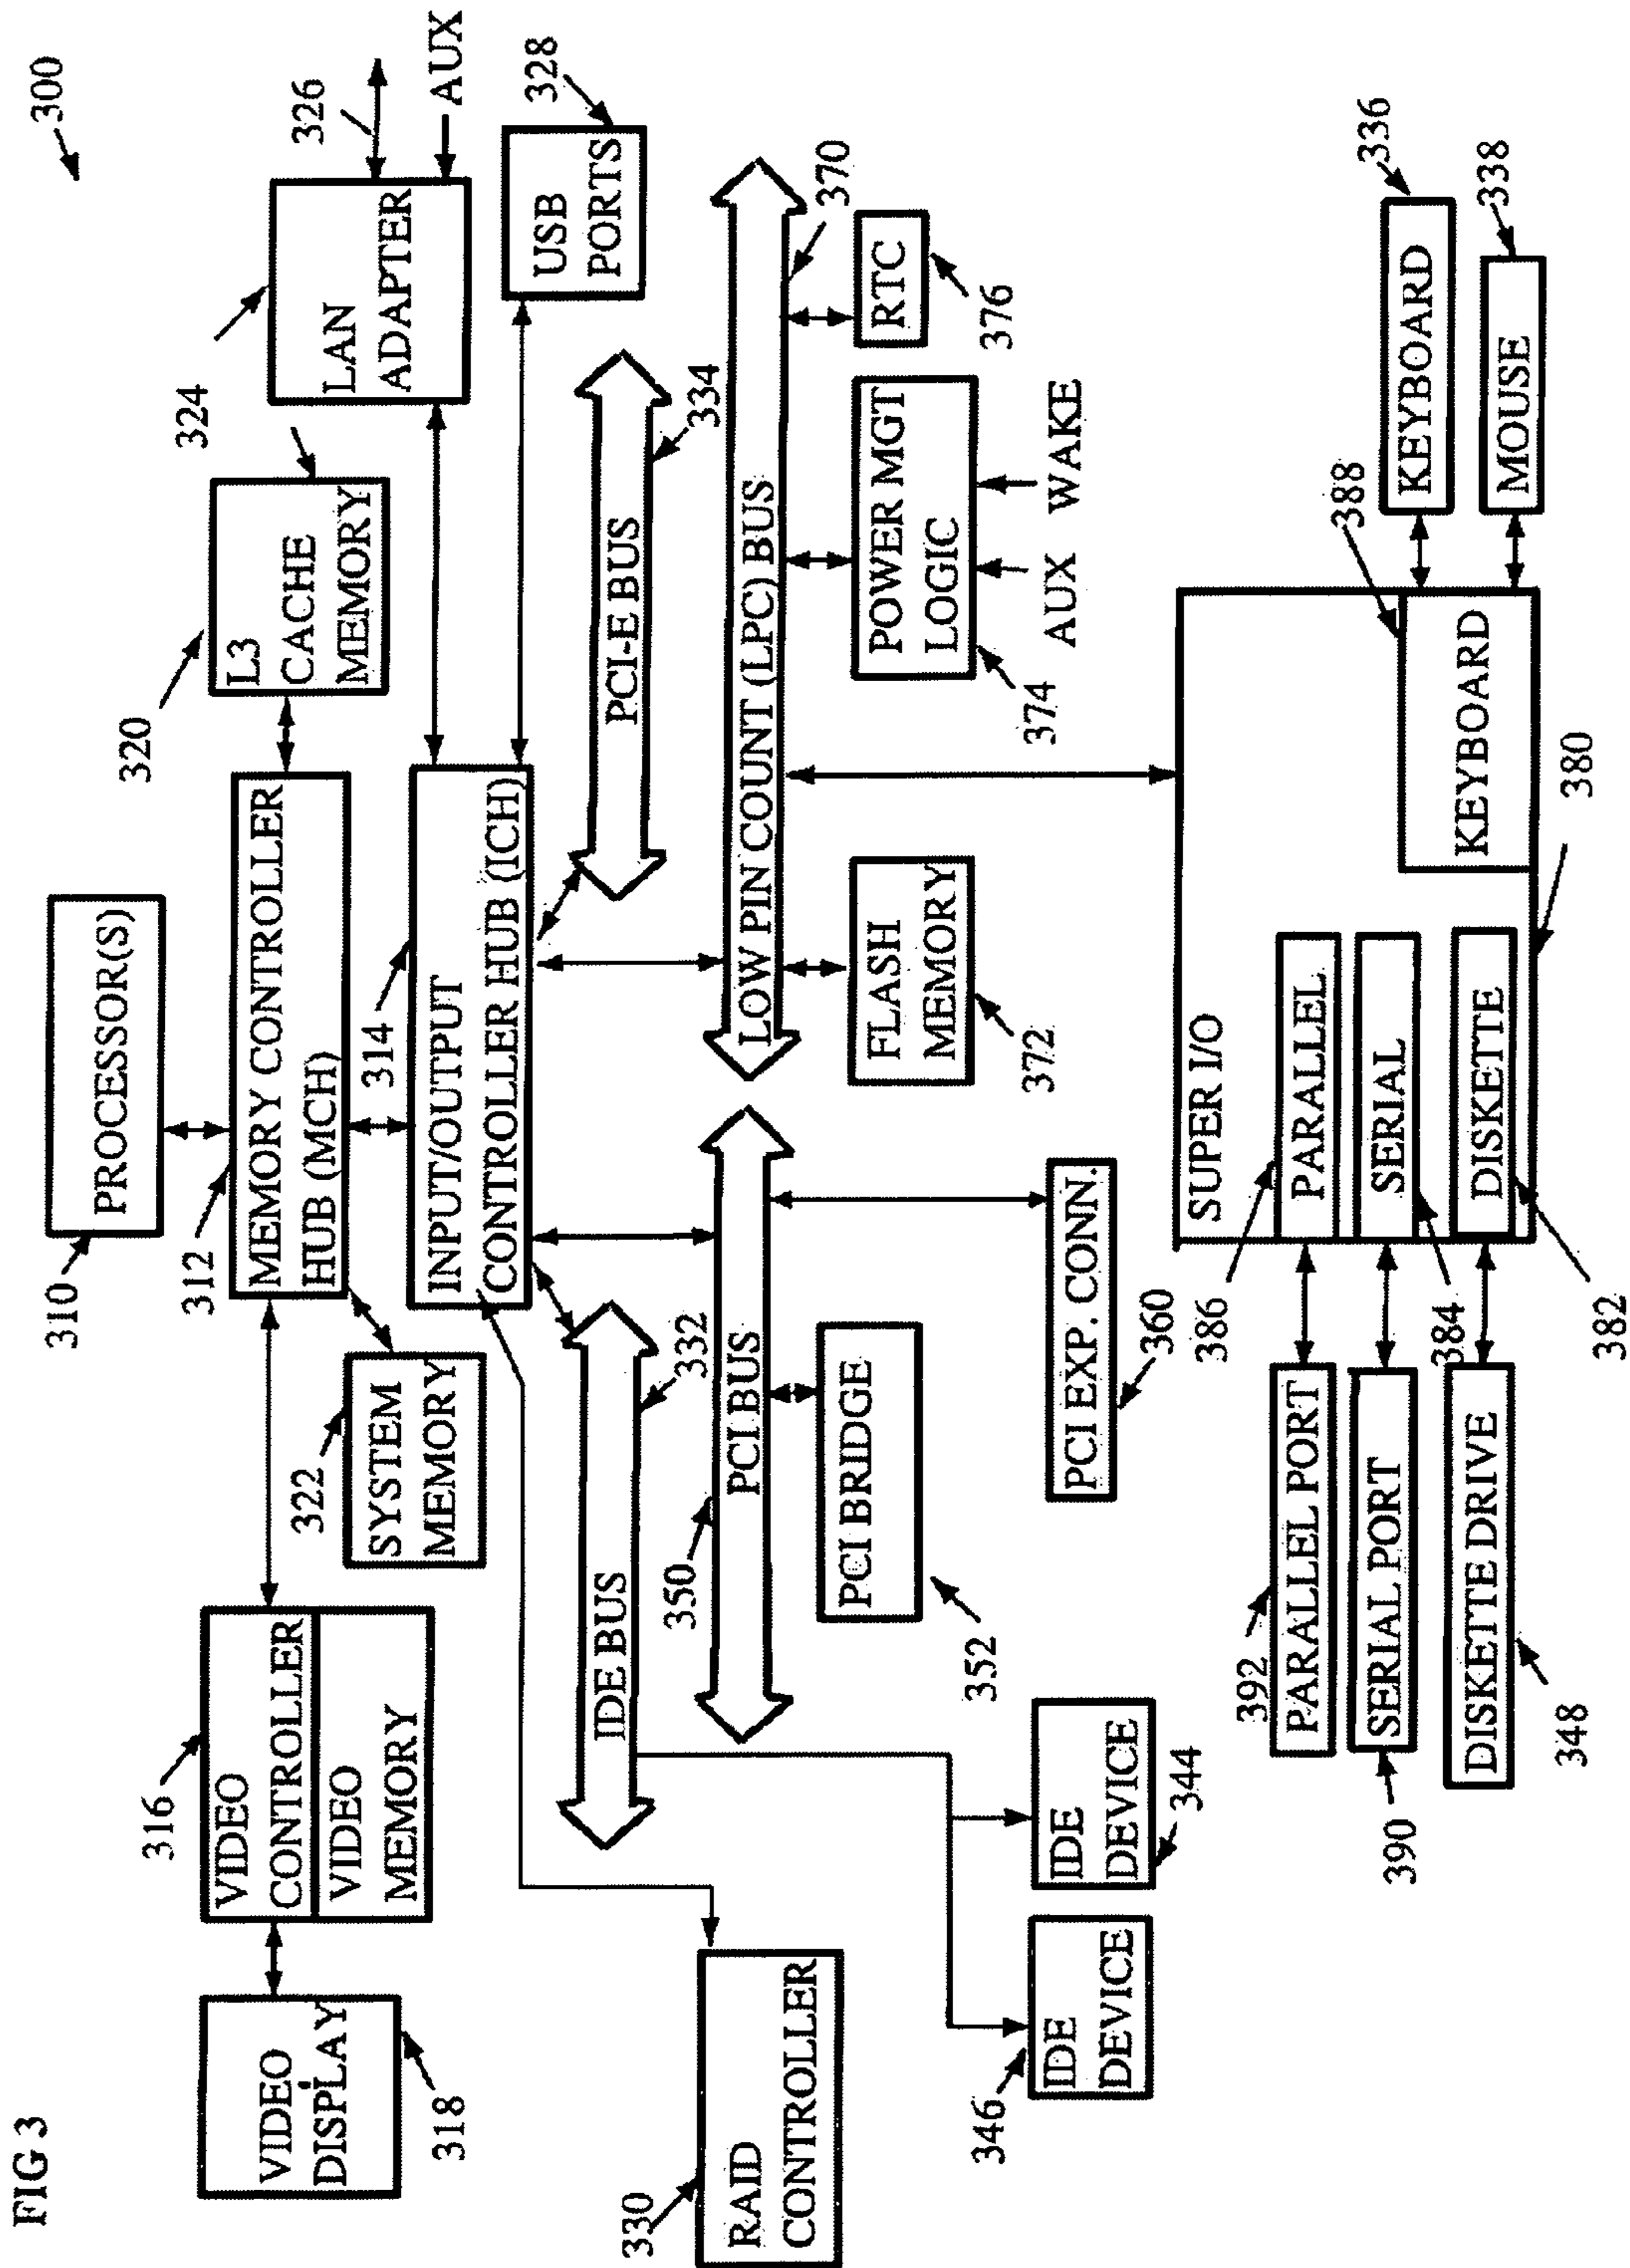 FIG 3
300
PROCESSOR(S)
310
312
MEMORY CONTROLLER
HUB (MCH)
320
L3
CACHE
MEMORY
324
LAN
ADAPTER
326
AUX
316
VIDEO
CONTROLLER
VIDEO
MEMORY
VIDEO
DISPLAY
318
322
SYSTEM
MEMORY
314
INPUT/OUTPUT
CONTROLLER HUB (ICH)
USB
PORTS
328
IDE BUS
332
PCI-E BUS
334
330
RAID
CONTROLLER
350
PCI BUS
LOW PIN COUNT (LPC) BUS
370
PCI BRIDGE
352
FLASH
MEMORY
372
POWER MGT
LOGIC
374
RTC
376
AUX
WAKE
346
IDE
DEVICE
IDE
DEVICE
344
PCI EXP. CONN.
360
SUPER I/O
386
PARALLEL
SERIAL
384
DISKETTE
382
388
KEYBOARD
380
392
PARALLEL PORT
SERIAL PORT
390
DISKETTE DRIVE
348
KEYBOARD
336
MOUSE
338